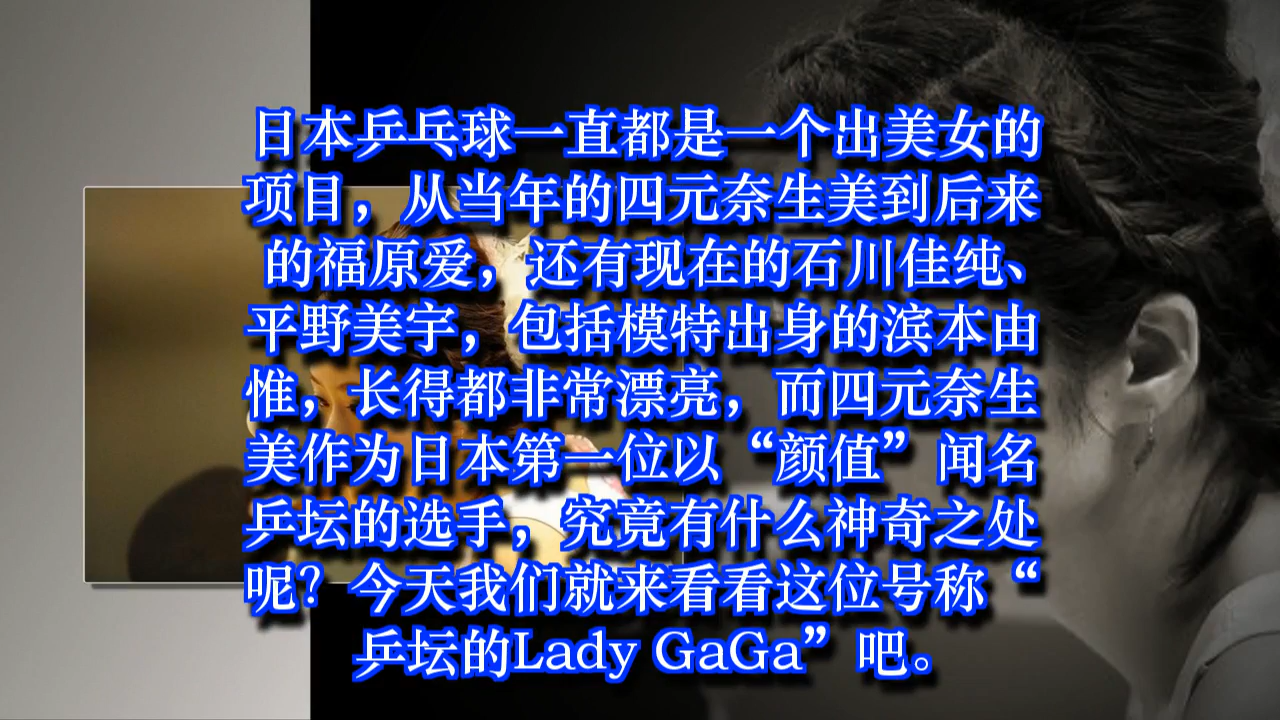 日本乒乓球一直都是一个出美女的
项目，从当年的四元奈生美到后来
的福原爱，还有现在的石川佳纯、
平野美宇，包括模特出身的滨本由
惟，长得都非常漂亮，而四元奈生
美作为日本第一位以“颜值”闻名
乒坛的选手，究竟有什么神奇之处
呢？今天我们就来看看这位号称“
乒坛的Lady GaGa”吧。